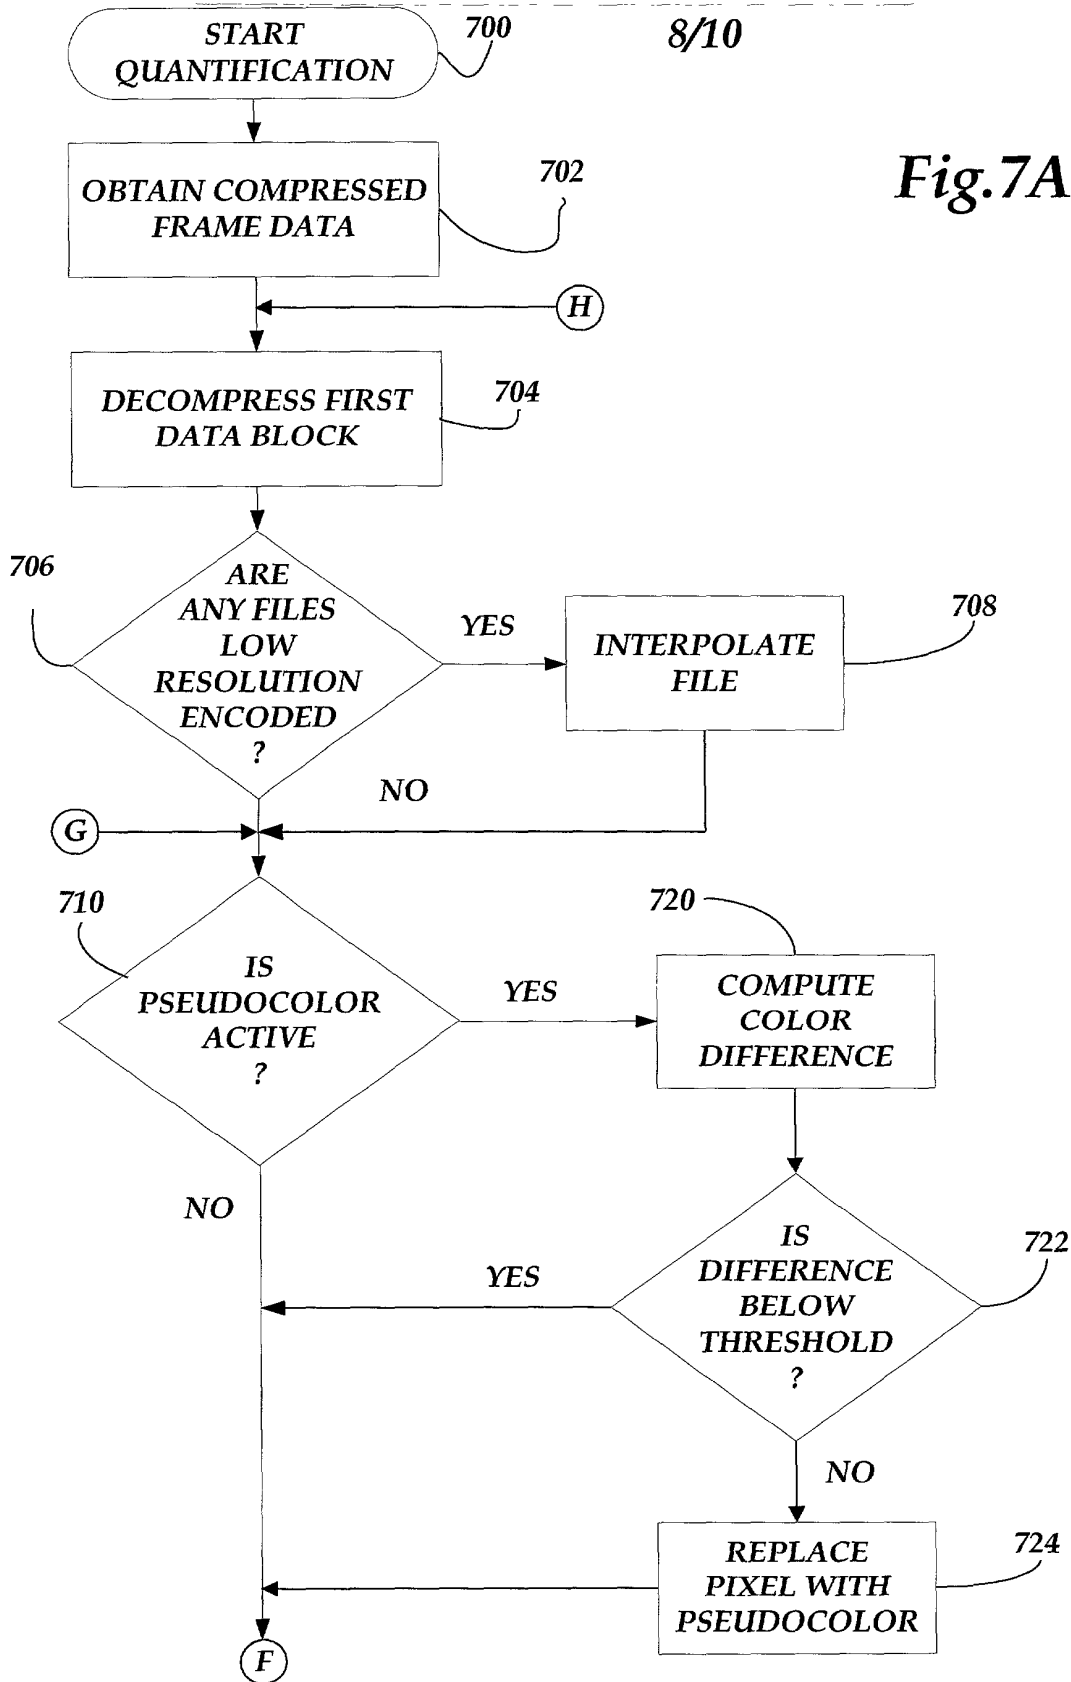 START
QUANTIFICATION
700
8/10
Fig.7A
OBTAIN COMPRESSED
FRAME DATA
702
H
DECOMPRESS FIRST
DATA BLOCK
704
706
ARE
ANY FILES
LOW
RESOLUTION
ENCODED
?
YES
INTERPOLATE
FILE
708
NO
G
710
IS
PSEUDOCOLOR
ACTIVE
?
YES
720
COMPUTE
COLOR
DIFFERENCE
NO
YES
IS
DIFFERENCE
BELOW
THRESHOLD
?
722
NO
REPLACE
PIXEL WITH
PSEUDOCOLOR
724
F